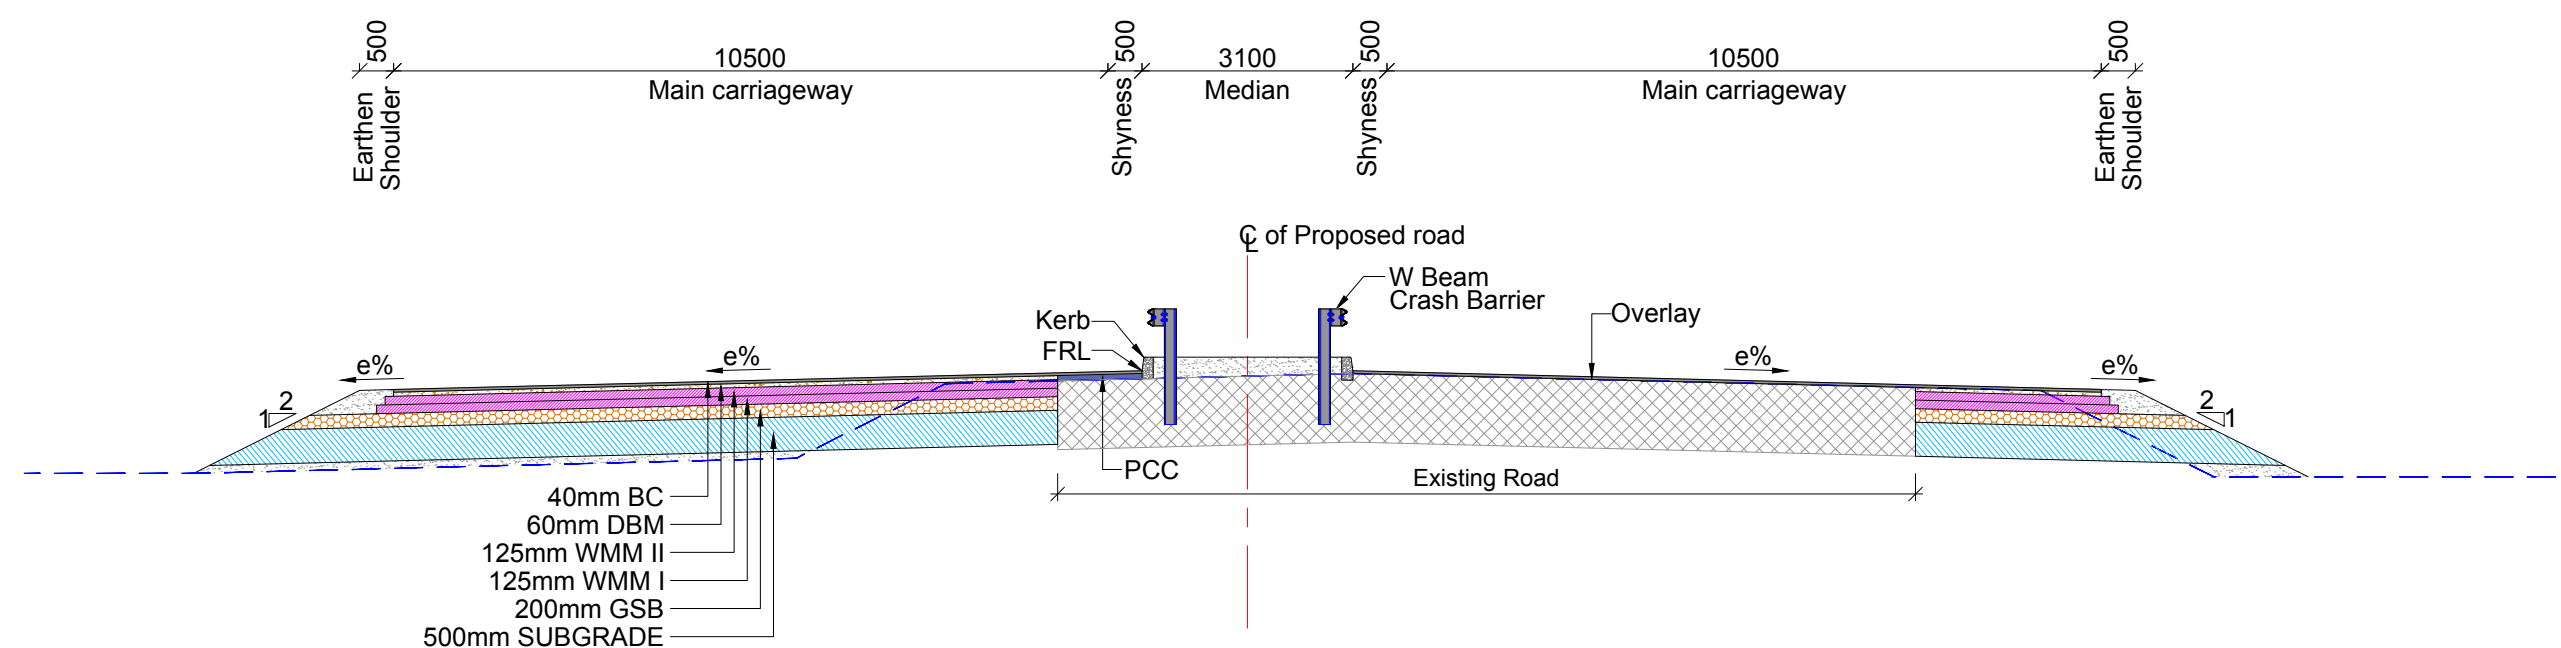 500
10500
500
3100
500
10500
500
Earthen
Shoulder
Main carriageway
Shyness
Median
Shyness
Main carriageway
Earthen
Shoulder
℄ of Proposed road
W Beam
Crash Barrier
Kerb
Overlay
FRL
e%
e%
e%
e%
2
1
2
1
PCC
Existing Road
40mm BC
60mm DBM
125mm WMM II
125mm WMM I
200mm GSB
500mm SUBGRADE